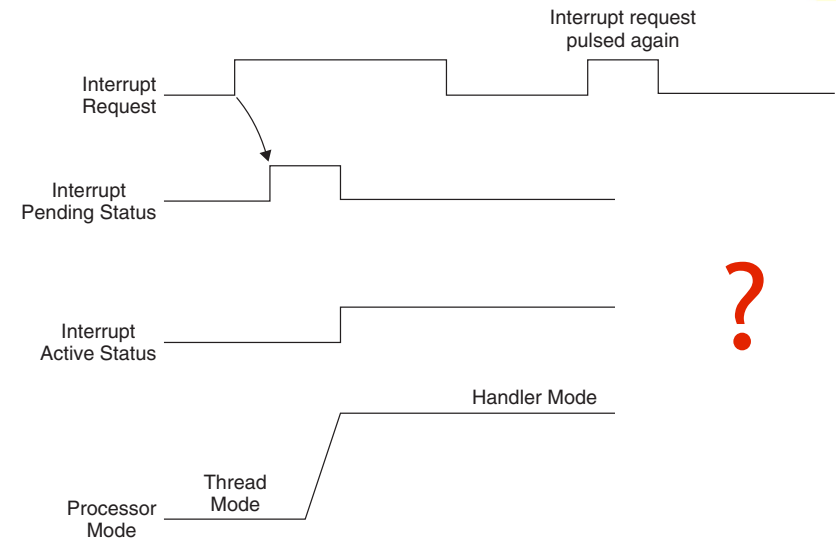 Interrupt request
pulsed again
Interrupt
Request
Interrupt
Pending Status
?
Interrupt
Active Status
Handler Mode
Thread
Mode
Processor
Mode